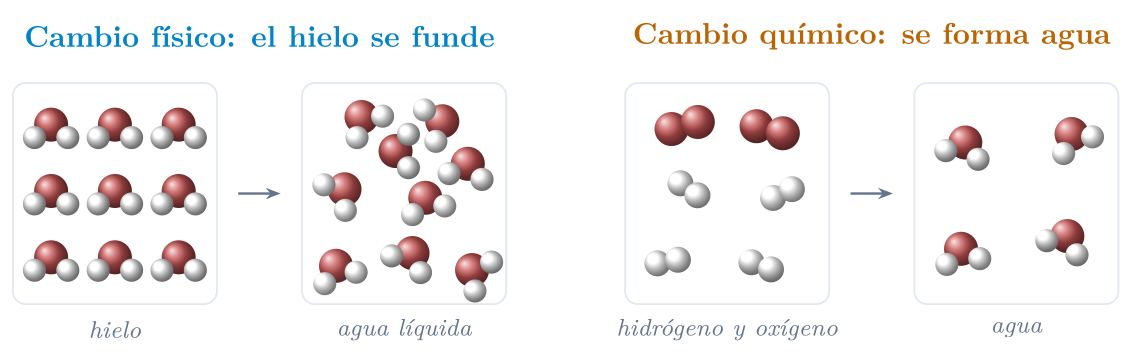 Cambio físico: el hielo se funde
Cambio químico: se forma agua
hielo
agua líquida
hidrógeno y oxígeno
agua